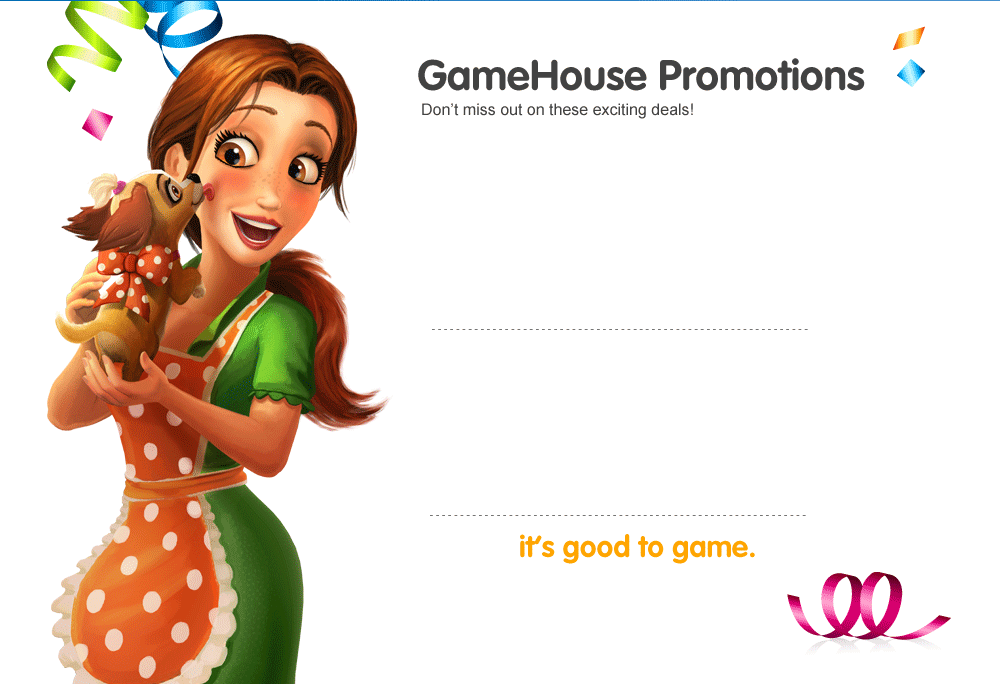 GameHouse Promotions
Don't miss out on these exciting deals!
it's good to game.